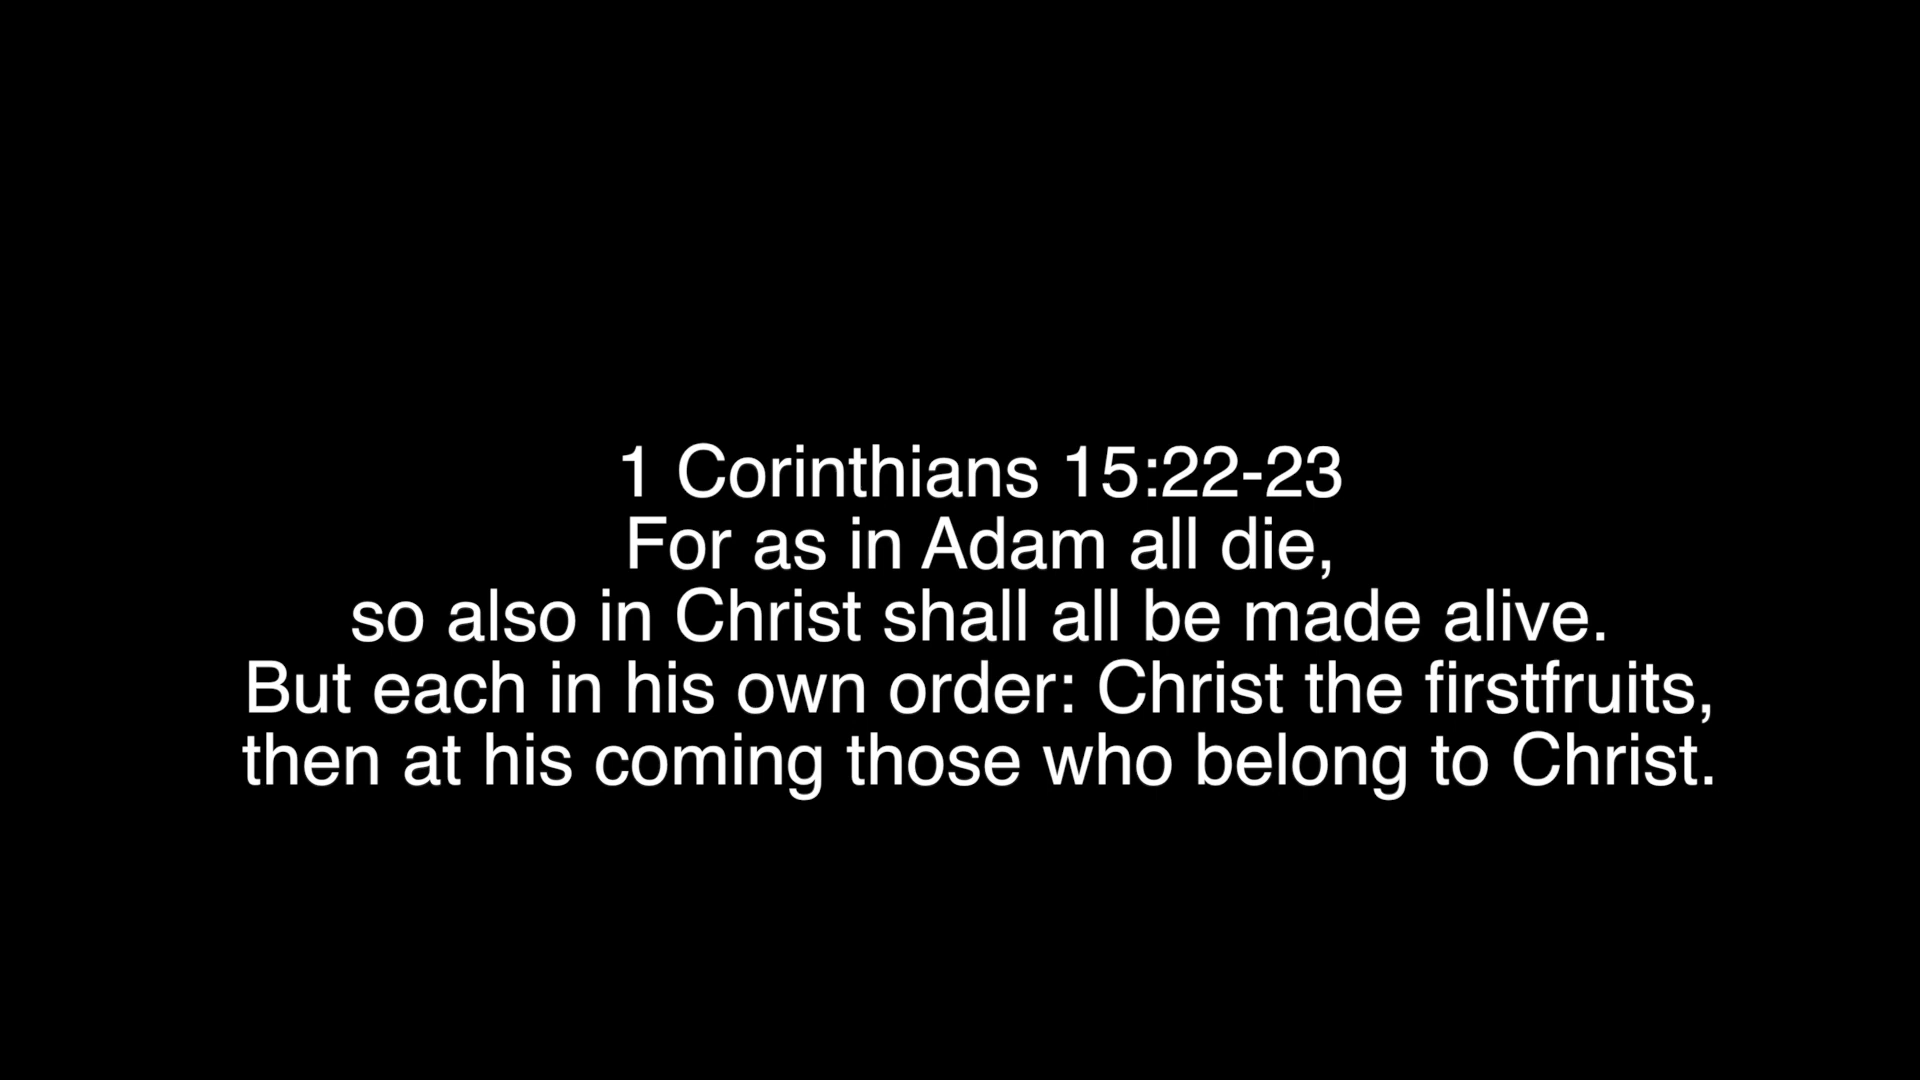 1 Corinthians 15:22-23
For as in Adam all die,
so also in Christ shall all be made alive.
But each in his own order: Christ the firstfruits,
then at his coming those who belong to Christ.